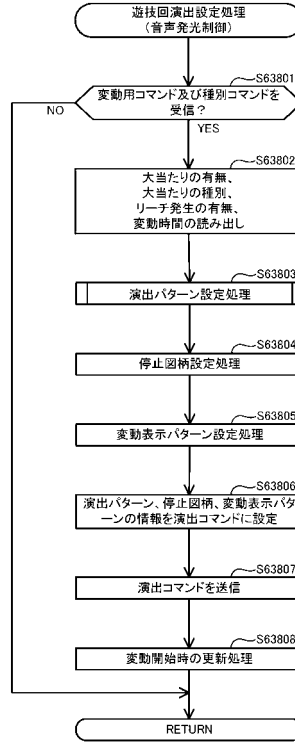 遊技回演出設定処理
（音声発光制御）
S63801
変動用コマンド及び種別コマンドを
受信？
NO
YES
S63802
大当たりの有無、
大当たりの種別、
リーチ発生の有無、
変動時間の読み出し
S63803
演出パターン設定処理
S63804
停止図柄設定処理
S63805
変動表示パターン設定処理
S63806
演出パターン、停止図柄、変動表示パタ
ーンの情報を演出コマンドに設定
S63807
演出コマンドを送信
S63808
変動開始時の更新処理
RETURN